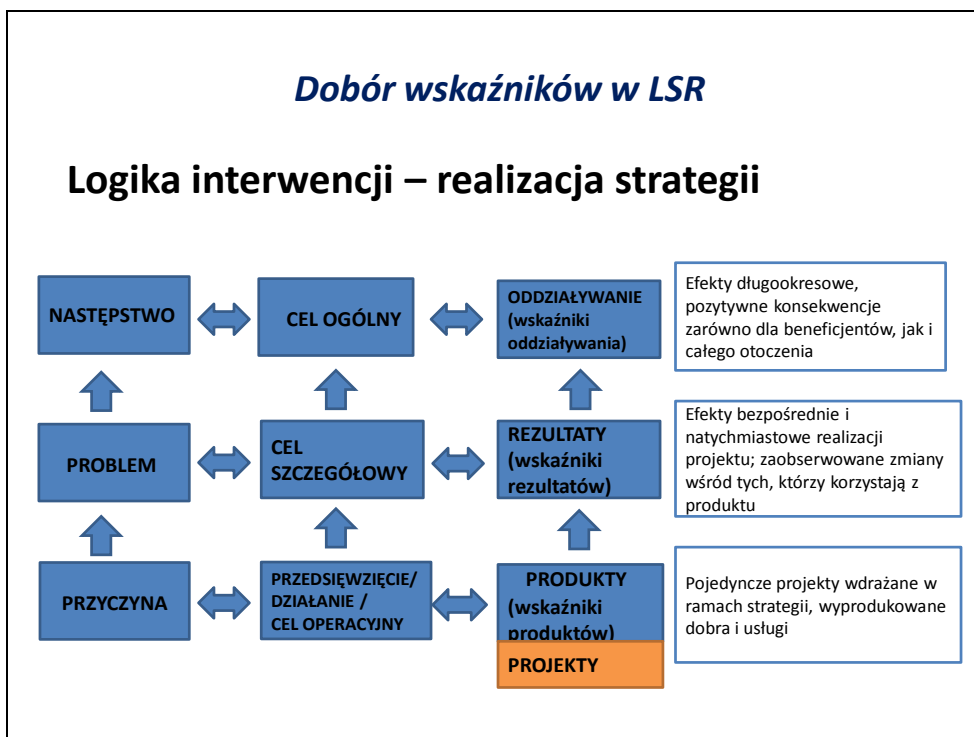 Dobór wskaźników w LSR
Logika interwencji – realizacja strategii
NASTĘPSTWO
CEL OGÓLNY
ODDZIAŁYWANIE
(wskaźniki
oddziaływania)
Efekty długookresowe,
pozytywne konsekwencje
zarówno dla beneficjentów, jak i
całego otoczenia
PROBLEM
CEL
SZCZEGÓŁOWY
REZULTATY
(wskaźniki
rezultatów)
Efekty bezpośrednie i
natychmiastowe realizacji
projektu; zaobserwowane zmiany
wśród tych, którzy korzystają z
produktu
PRZYCZYNA
PRZEDSIĘWZIĘCIE/
DZIAŁANIE /
CEL OPERACYJNY
PRODUKTY
(wskaźniki
produktów)
PROJEKTY
Pojedyncze projekty wdrażane w
ramach strategii, wyprodukowane
dobra i usługi